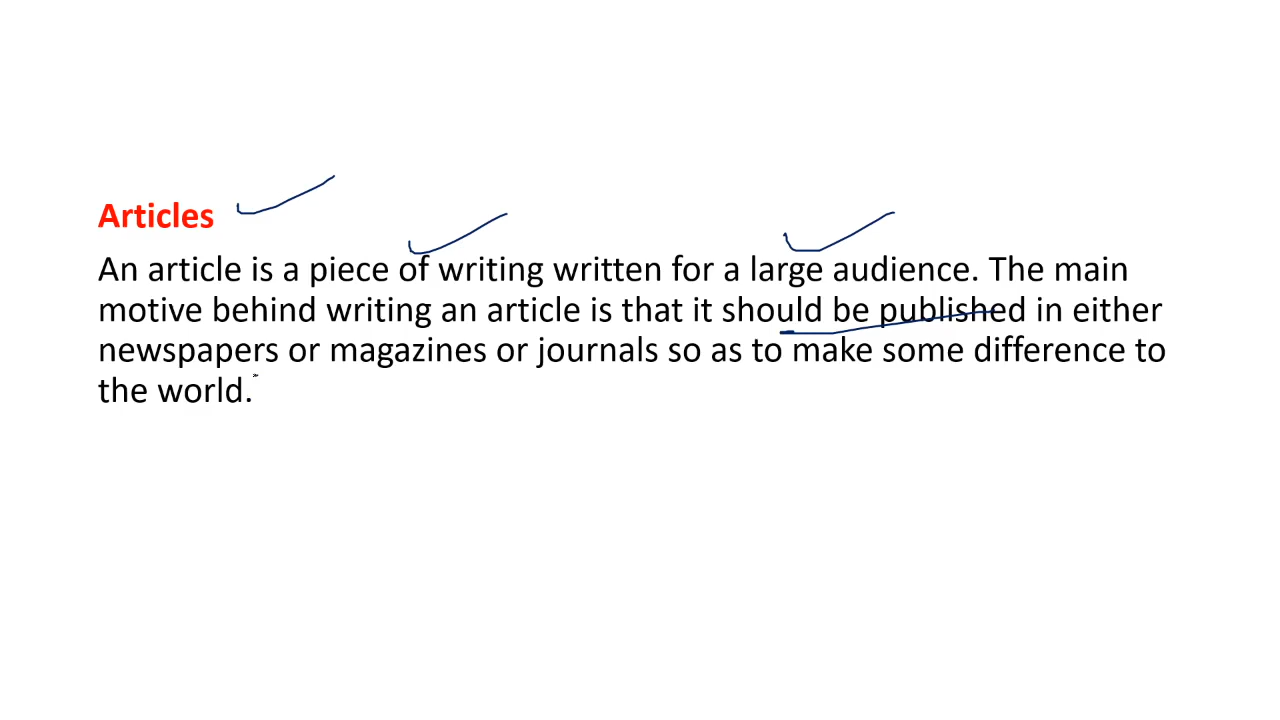 Articles
An article is a piece of writing written for a large audience. The main
motive behind writing an article is that it should be published in either
newspapers or magazines or journals so as to make some difference to
the world.